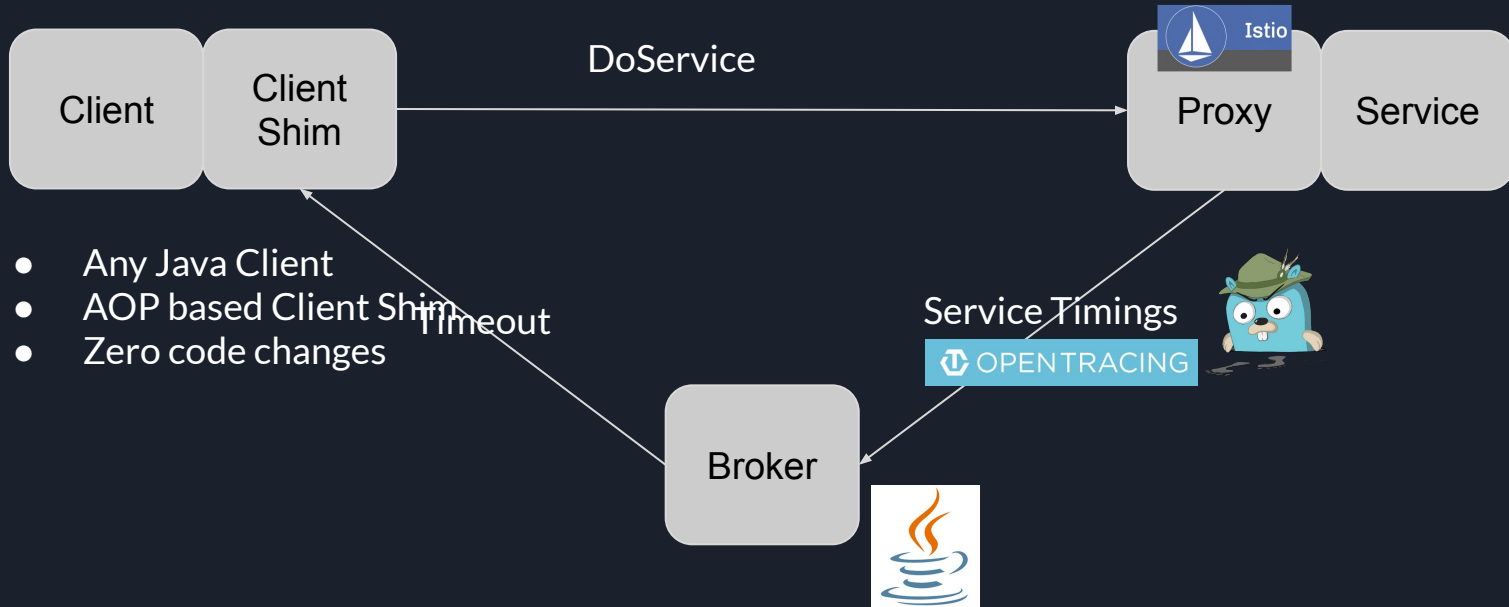 Istio
DoService
Client
Client
Shim
Proxy
Service
● Any Java Client
● AOP based Client Shim
● Zero code changes
Timeout
Service Timings
OPENTRACING
Broker